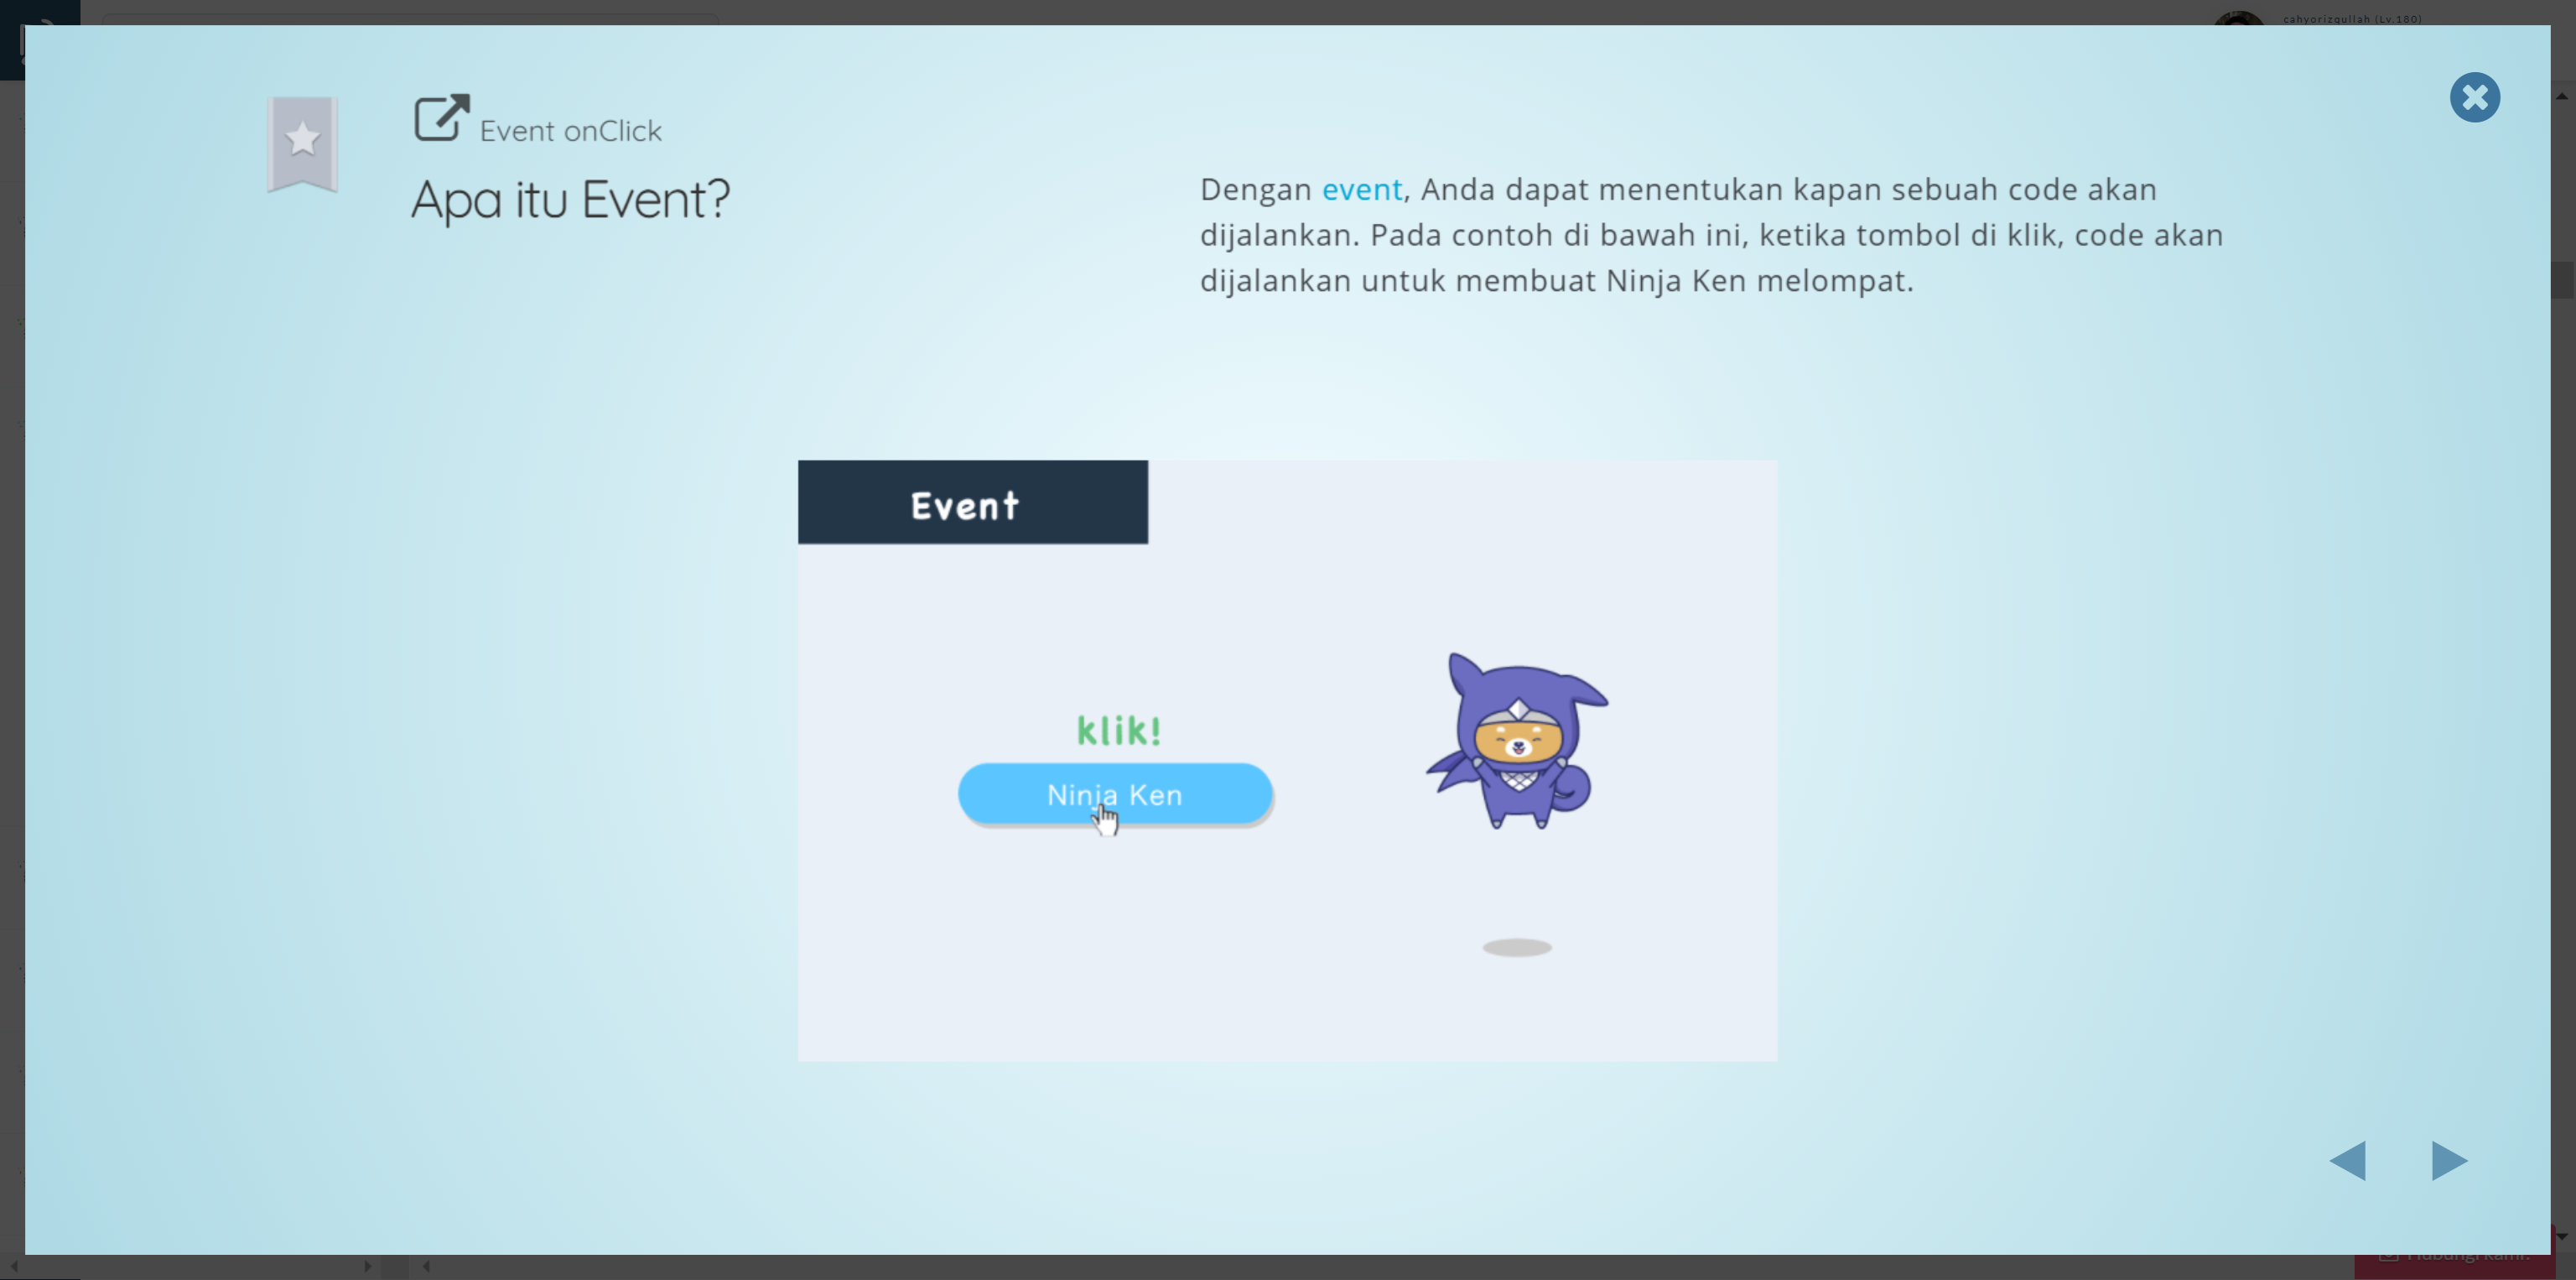 cahyorizqullah (Lv.180)
Event onClick
Apa itu Event?
Dengan event, Anda dapat menentukan kapan sebuah code akan
dijalankan. Pada contoh di bawah ini, ketika tombol di klik, code akan
dijalankan untuk membuat Ninja Ken melompat.
Event
klik!
Ninja Ken
Hubungi kami!